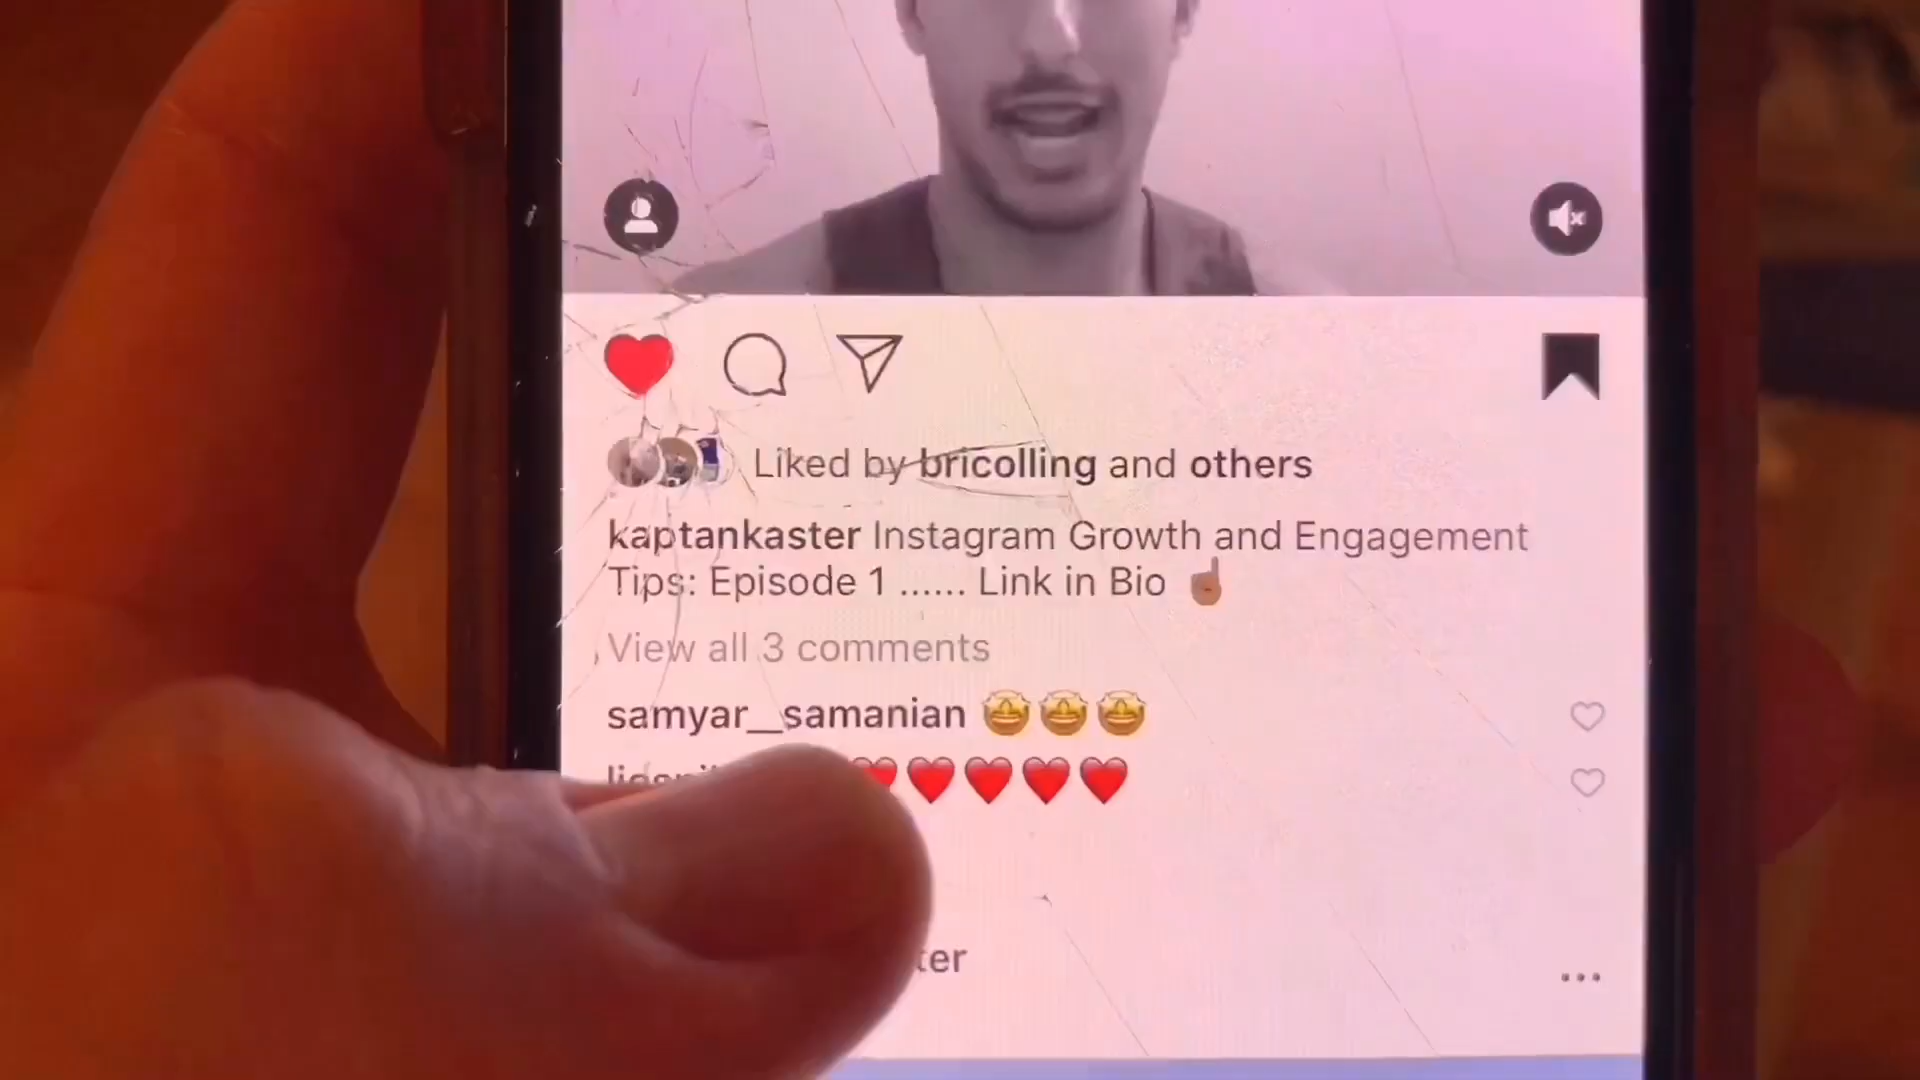 Liked by bricolling and others
kaptankaster Instagram Growth and Engagement
Tips: Episode 1 ...... Link in Bio ☝🏽
View all 3 comments
samyar__samanian 🤩🤩🤩
❤️❤️❤️❤️❤️